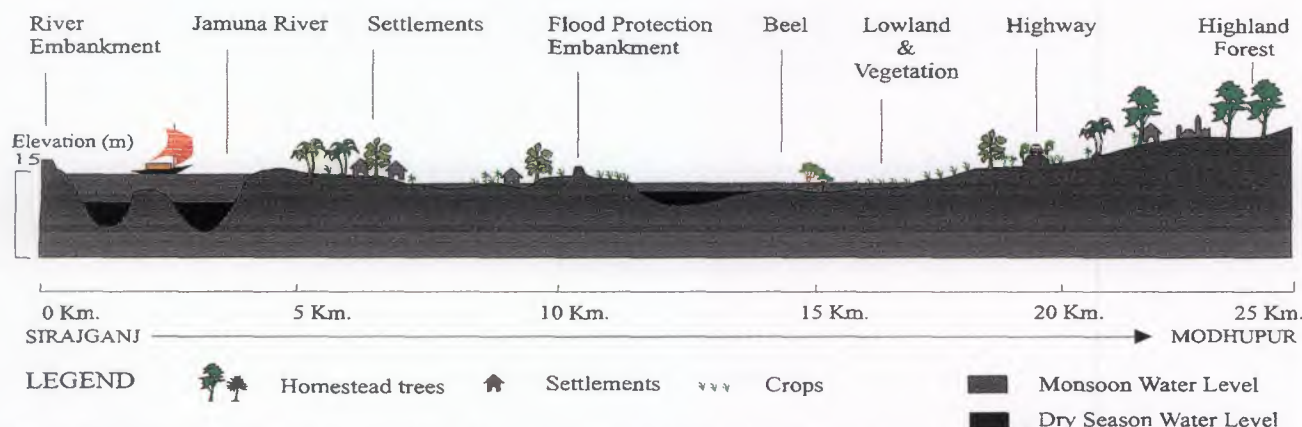 River Embankment
Jamuna River
Settlements
Flood Protection Embankment
Beel
Lowland & Vegetation
Highway
Highland Forest
Elevation (m)
15
0 Km.
5 Km.
10 Km.
15 Km.
20 Km.
25 Km.
SIRAJGANJ
MODHUPUR
LEGEND
Homestead trees
Settlements
Crops
Monsoon Water Level
Dry Season Water Level